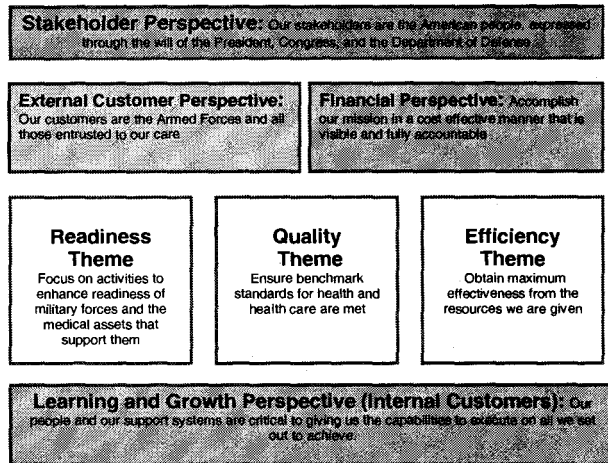 Stakeholder Perspective: Our stakeholders are the American people, expressed
through the will of the President, Congress, and the Department of Defense
External Customer Perspective:
Our customers are the Armed Forces and all
those entrusted to our care
Financial Perspective: Accomplish
our mission in a cost effective manner that is
visible and fully accountable
Readiness
Theme
Focus on activities to
enhance readiness of
military forces and the
medical assets that
support them
Quality
Theme
Ensure benchmark
standards for health and
health care are met
Efficiency
Theme
Obtain maximum
effectiveness from the
resources we are given
Learning and Growth Perspective (Internal Customers): Our
people and our support systems are critical to giving us the capabilities to execute on all we set
out to achieve.